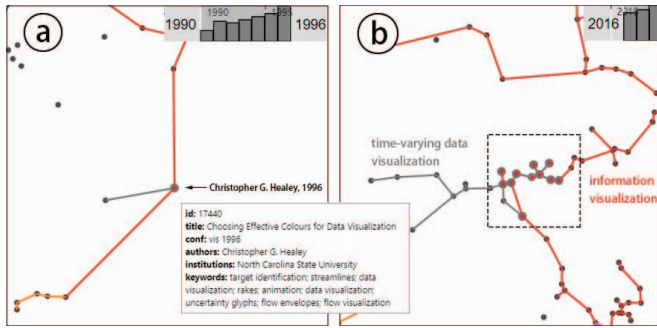 a
1990
1990
1995
1996
Christopher G. Healey, 1996
id: 17440
title: Choosing Effective Colours for Data Visualization
conf: vis 1996
authors: Christopher G. Healey
institutions: North Carolina State University
keywords: target identification; streamlines; data
visualization; rakes; animation; data visualization;
uncertainty glyphs; flow envelopes; flow visualization
b
2016
time-varying data
visualization
information
visualization